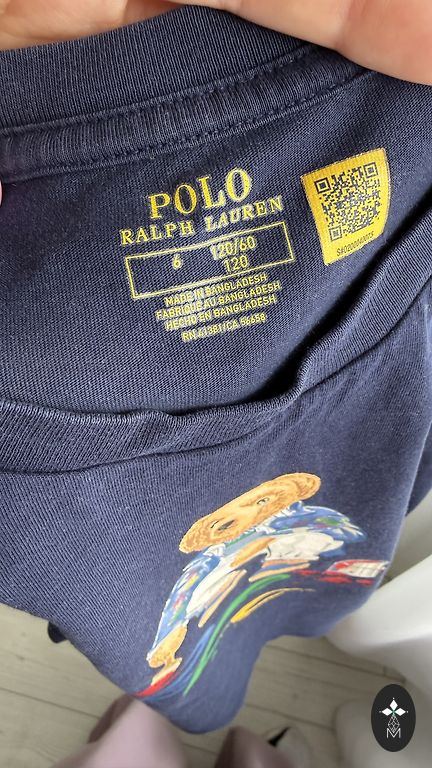 POLO
RALPH LAUREN
6 120/60
120
MADE IN BANGLADESH
FABRIQUÉ AU BANGLADESH
HECHO EN BANGLADESH
RN 41381/CA 56458
M